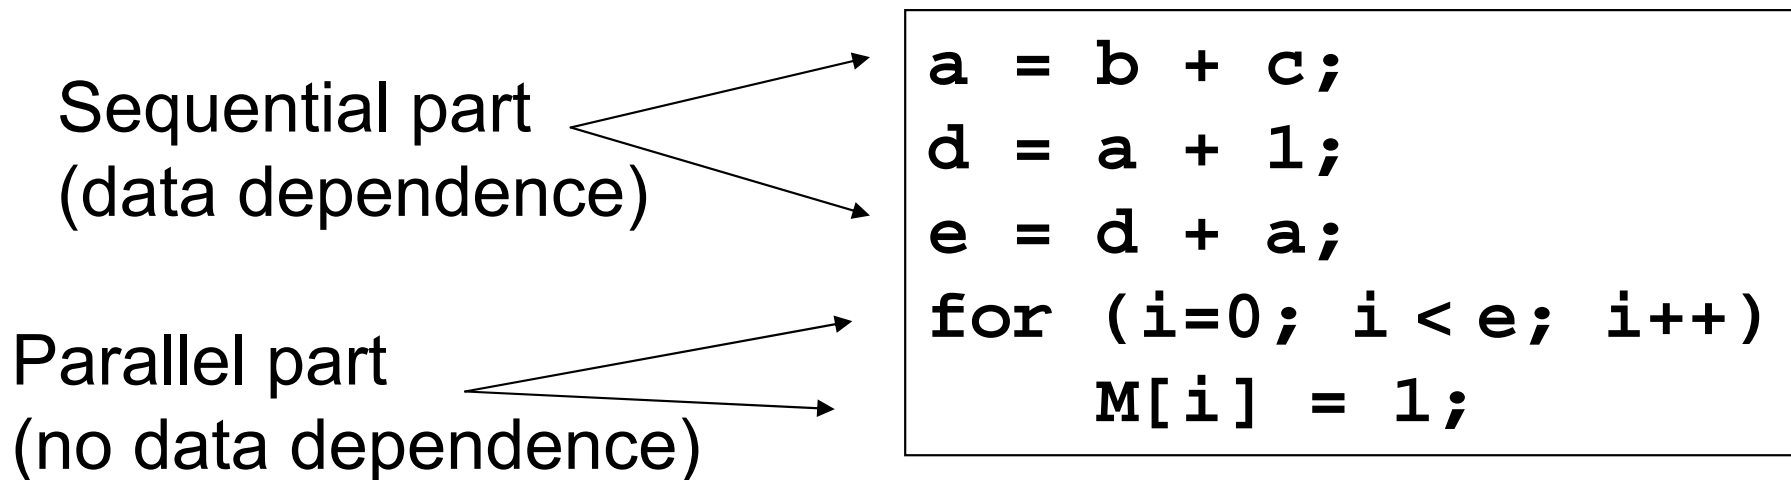 Sequential part
(data dependence)
Parallel part
(no data dependence)
a = b + c;
d = a + 1;
e = d + a;
for (i=0; i < e; i++)
    M[i] = 1;